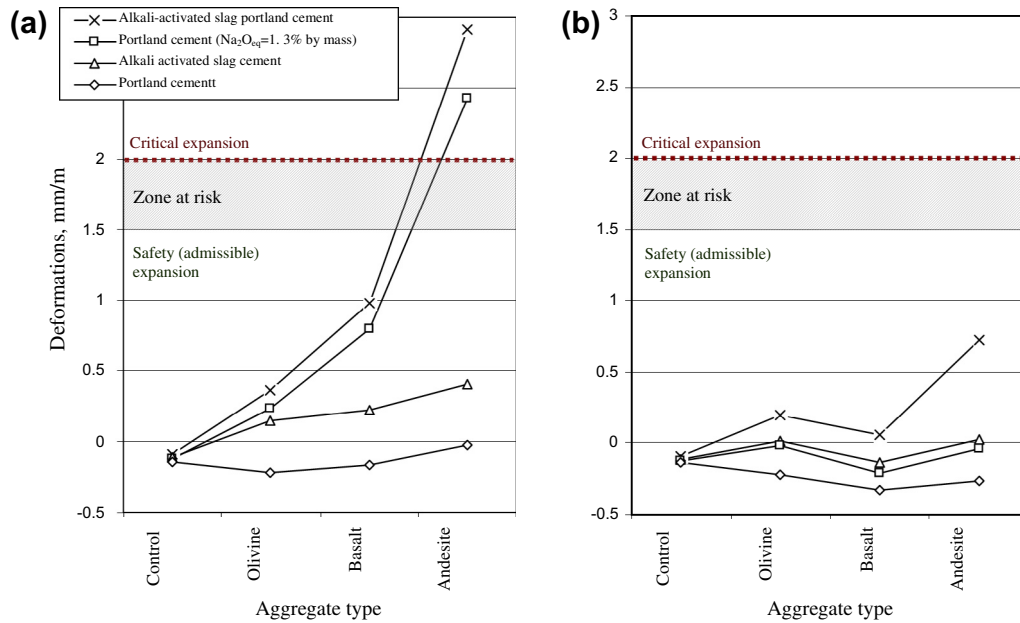 (a)
Alkali-activated slag portland cement
Portland cement (Na₂Oeq=1. 3% by mass)
Alkali activated slag cement
Portland cementt
Critical expansion
2
Zone at risk
1.5
Safety (admissible)
expansion
1
0.5
0
-0.5
Deformations, mm/m
Control
Olivine
Basalt
Andesite
Aggregate type
(b)
3
2.5
Critical expansion
2
Zone at risk
1.5
Safety (admissible)
expansion
1
0.5
0
-0.5
Control
Olivine
Basalt
Andesite
Aggregate type